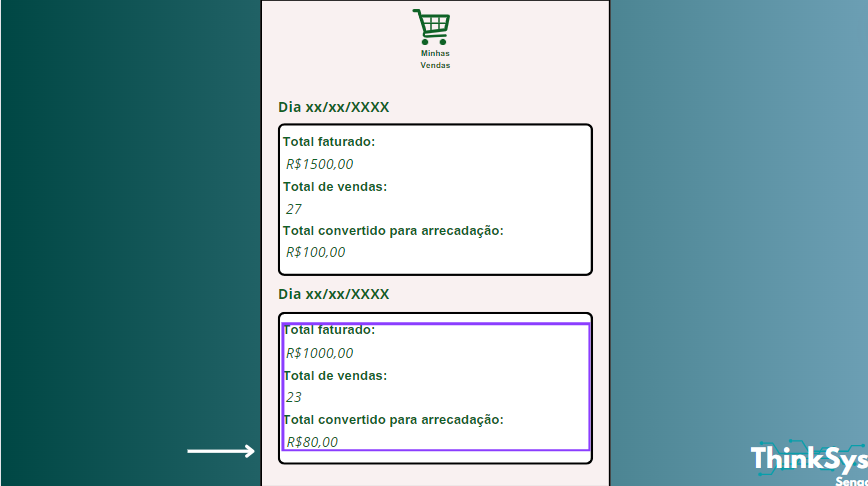 Minhas
Vendas
Dia xx/xx/XXXX
Total faturado:
R$1500,00
Total de vendas:
27
Total convertido para arrecadação:
R$100,00
Dia xx/xx/XXXX
Total faturado:
R$1000,00
Total de vendas:
23
Total convertido para arrecadação:
R$80,00
ThinkSys